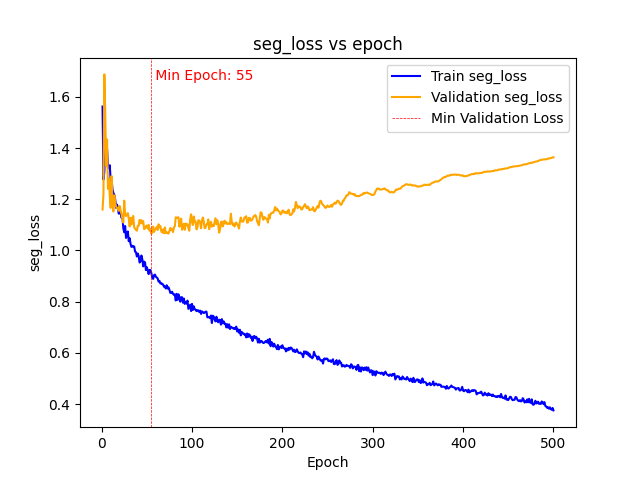 seg_loss vs epoch
Min Epoch: 55
Train seg_loss
Validation seg_loss
Min Validation Loss
seg_loss
1.6
1.4
1.2
1.0
0.8
0.6
0.4
0
100
200
300
400
500
Epoch